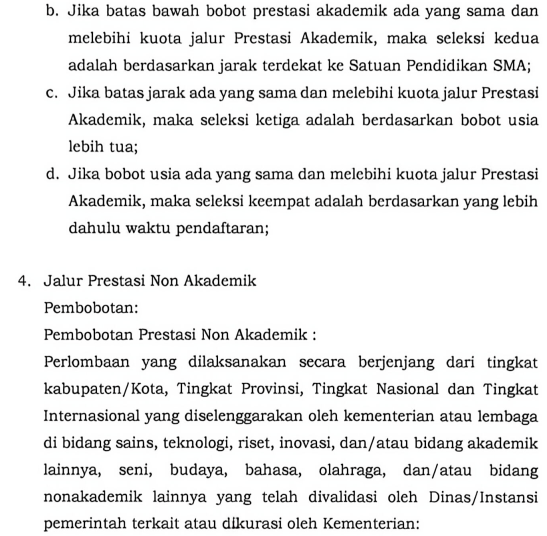 b. Jika batas bawah bobot prestasi akademik ada yang sama dan
melebihi kuota jalur Prestasi Akademik, maka seleksi kedua
adalah berdasarkan jarak terdekat ke Satuan Pendidikan SMA;
c. Jika batas jarak ada yang sama dan melebihi kuota jalur Prestasi
Akademik, maka seleksi ketiga adalah berdasarkan bobot usia
lebih tua;
d. Jika bobot usia ada yang sama dan melebihi kuota jalur Prestasi
Akademik, maka seleksi keempat adalah berdasarkan yang lebih
dahulu waktu pendaftaran;
4. Jalur Prestasi Non Akademik
Pembobotan:
Pembobotan Prestasi Non Akademik :
Perlombaan yang dilaksanakan secara berjenjang dari tingkat
kabupaten/Kota, Tingkat Provinsi, Tingkat Nasional dan Tingkat
Internasional yang diselenggarakan oleh kementerian atau lembaga
di bidang sains, teknologi, riset, inovasi, dan/atau bidang akademik
lainnya, seni, budaya, bahasa, olahraga, dan/atau bidang
nonakademik lainnya yang telah divalidasi oleh Dinas/Instansi
pemerintah terkait atau dikurasi oleh Kementerian: